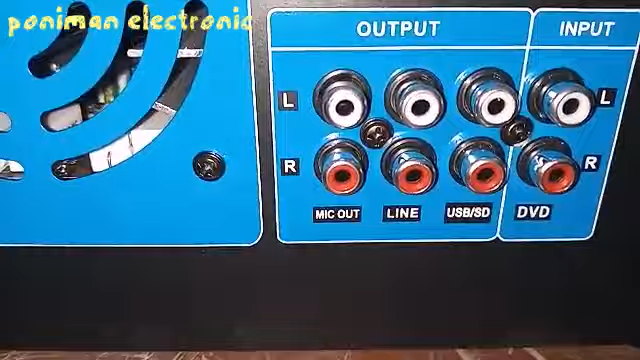 poniman electronic
OUTPUT INPUT
L L
R R
MIC OUT LINE USB/SD DVD